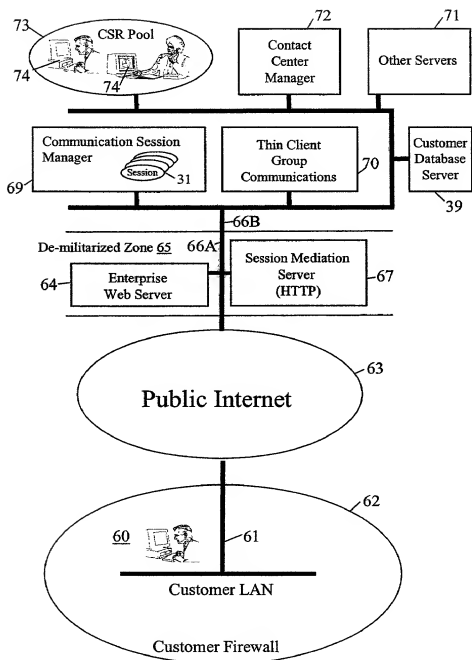 73
CSR Pool
74
74
72
Contact
Center
Manager
71
Other Servers
Communication Session
Manager
Session
31
69
Thin Client
Group
Communications
70
Customer
Database
Server
39
66B
66A
De-militarized Zone 65
64
Enterprise
Web Server
Session Mediation
Server
(HTTP)
67
63
Public Internet
62
60
61
Customer LAN
Customer Firewall